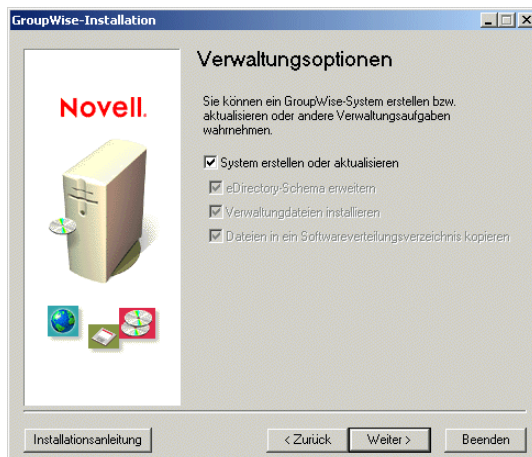 GroupWise-Installation
Novell.
Verwaltungsoptionen
Sie können ein GroupWise-System erstellen bzw.
aktualisieren oder andere Verwaltungsaufgaben
wahrnehmen.
System erstellen oder aktualisieren
eDirectory-Schema erweitern
Verwaltungdateien installieren
Dateien in ein Softwareverteilungsverzeichnis kopieren
Installationsanleitung
< Zurück
Weiter >
Beenden